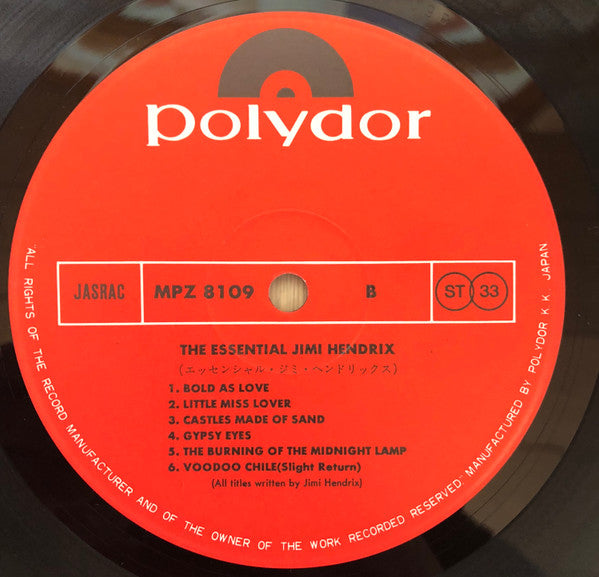 polydor
JASRAC
MPZ 8109
B
ST 33
THE ESSENTIAL JIMI HENDRIX
(エッセンシャル・ジミ・ヘンドリックス)
1. BOLD AS LOVE
2. LITTLE MISS LOVER
3. CASTLES MADE OF SAND
4. GYPSY EYES
5. THE BURNING OF THE MIDNIGHT LAMP
6. VOODOO CHILE(Slight Return)
(All titles written by Jimi Hendrix)
"ALL RIGHTS OF THE RECORD MANUFACTURER AND OF THE OWNER OF THE WORK RECORDED RESERVED" MANUFACTURED BY POLYDOR K K JAPAN